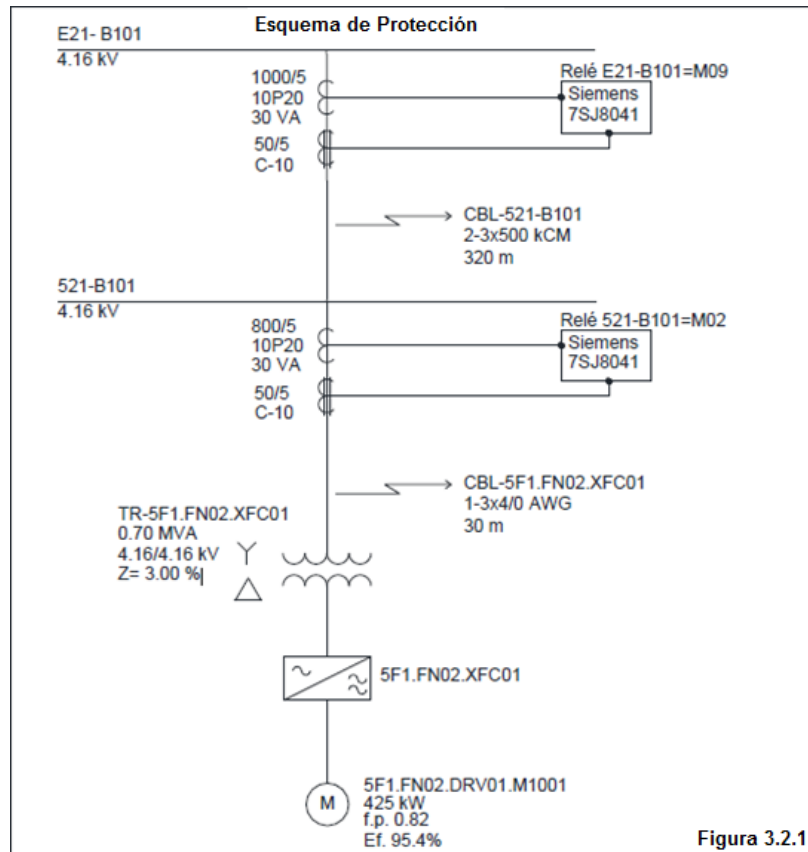 Esquema de Protección
E21- B101
4.16 kV
1000/5
10P20
30 VA
50/5
C-10
Relé E21-B101=M09
Siemens
7SJ8041
CBL-521-B101
2-3x500 kCM
320 m
521-B101
4.16 kV
800/5
10P20
30 VA
50/5
C-10
Relé 521-B101=M02
Siemens
7SJ8041
CBL-5F1.FN02.XFC01
1-3x4/0 AWG
30 m
TR-5F1.FN02.XFC01
0.70 MVA
4.16/4.16 kV
Z= 3.00 %|
5F1.FN02.XFC01
M
5F1.FN02.DRV01.M1001
425 kW
f.p. 0.82
Ef. 95.4%
Figura 3.2.1